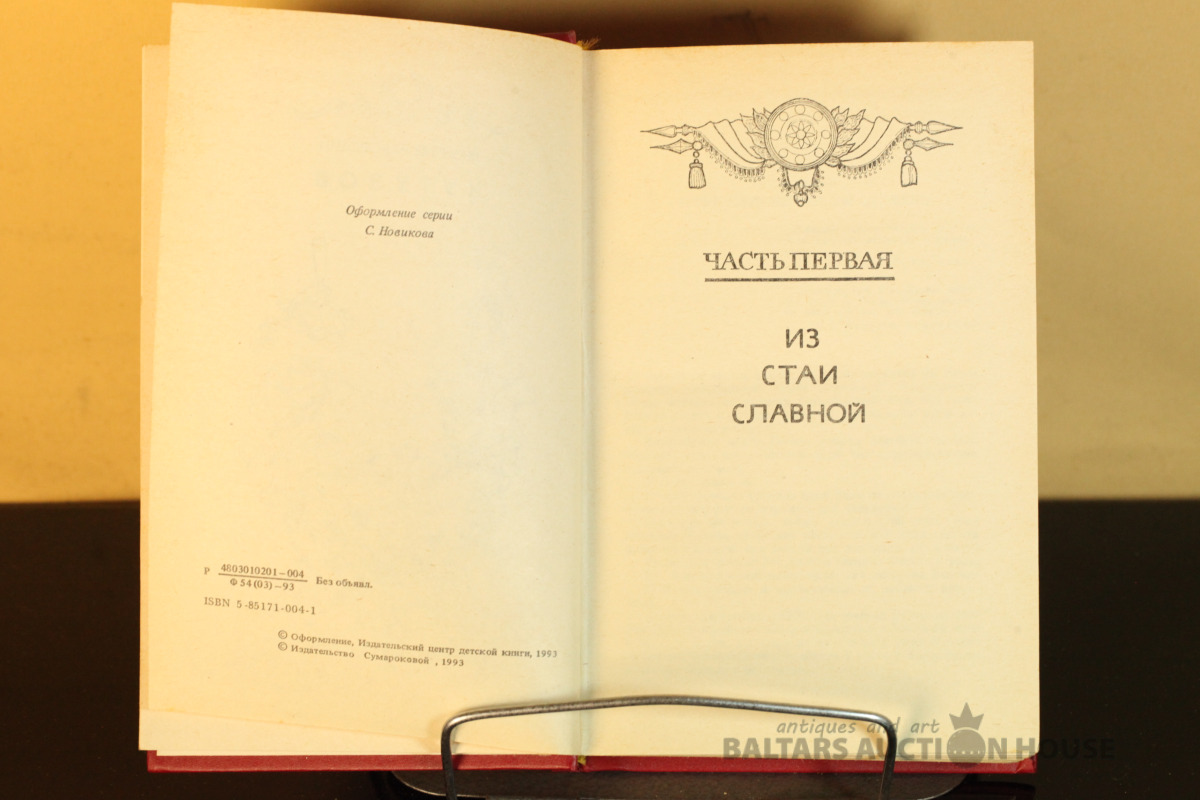 Оформление серии
С. Новикова
Р 4803010201–004
Ф 54(03)–93 Без объявл.
ISBN 5-85171-004-1
© Оформление, Издательский центр детской книги, 1993
© Издательство Сумароковой , 1993
ЧАСТЬ ПЕРВАЯ
ИЗ
СТАИ
СЛАВНОЙ
antiques and art
BALTARS AUCTION HOUSE